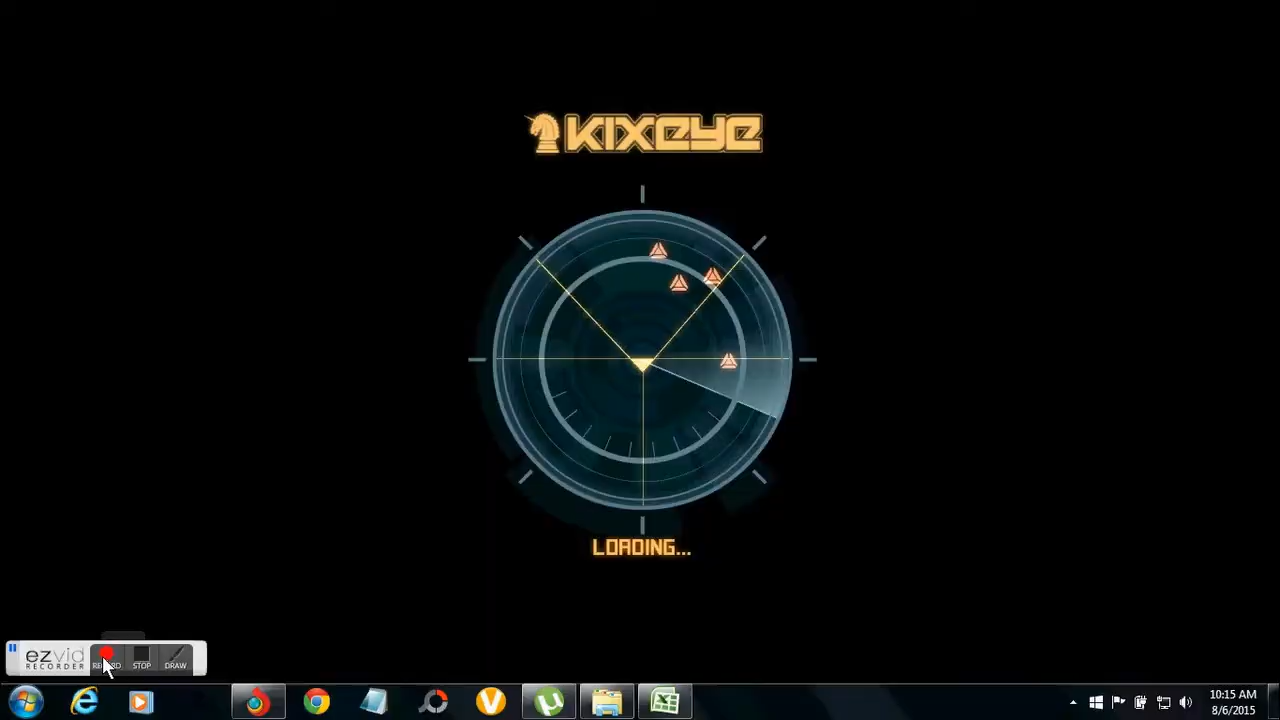 KIXEYE
LOADING...
ezvid
RECORDER
STOP
DRAW
10:15 AM
8/6/2015